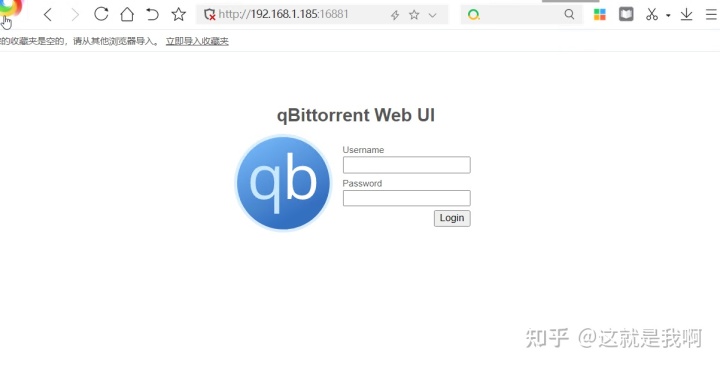 http://192.168.1.185:16881
的收藏夹是空的，请从其他浏览器导入。 立即导入收藏夹
qBittorrent Web UI
qb
Username
Password
Login
知乎 @这就是我啊